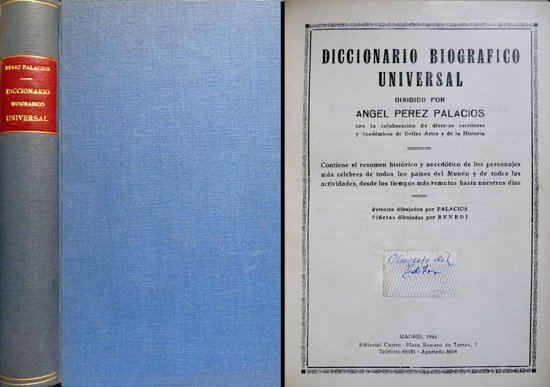 PÉREZ PALACIOS
DICCIONARIO
BIOGRAFICO
UNIVERSAL
DICCIONARIO BIOGRAFICO
UNIVERSAL
DIRIGIDO POR
ANGEL PEREZ PALACIOS
con la colaboración de diversos escritores
y Académicos de Bellas Artes y de la Historia
Contiene el resumen histórico y anecdótico de los personajes
más celebres de todos los países del Mundo y de todas las
actividades, desde los tiempos más remotos hasta nuestros días
Retratos dibujados por PALACIOS
Viñetas dibujadas por BENEDI
Obsequio del
Editor
MADRID, 1944
Editorial Castro - Plaza Romero de Torres, 1
Teléfono - Apartado